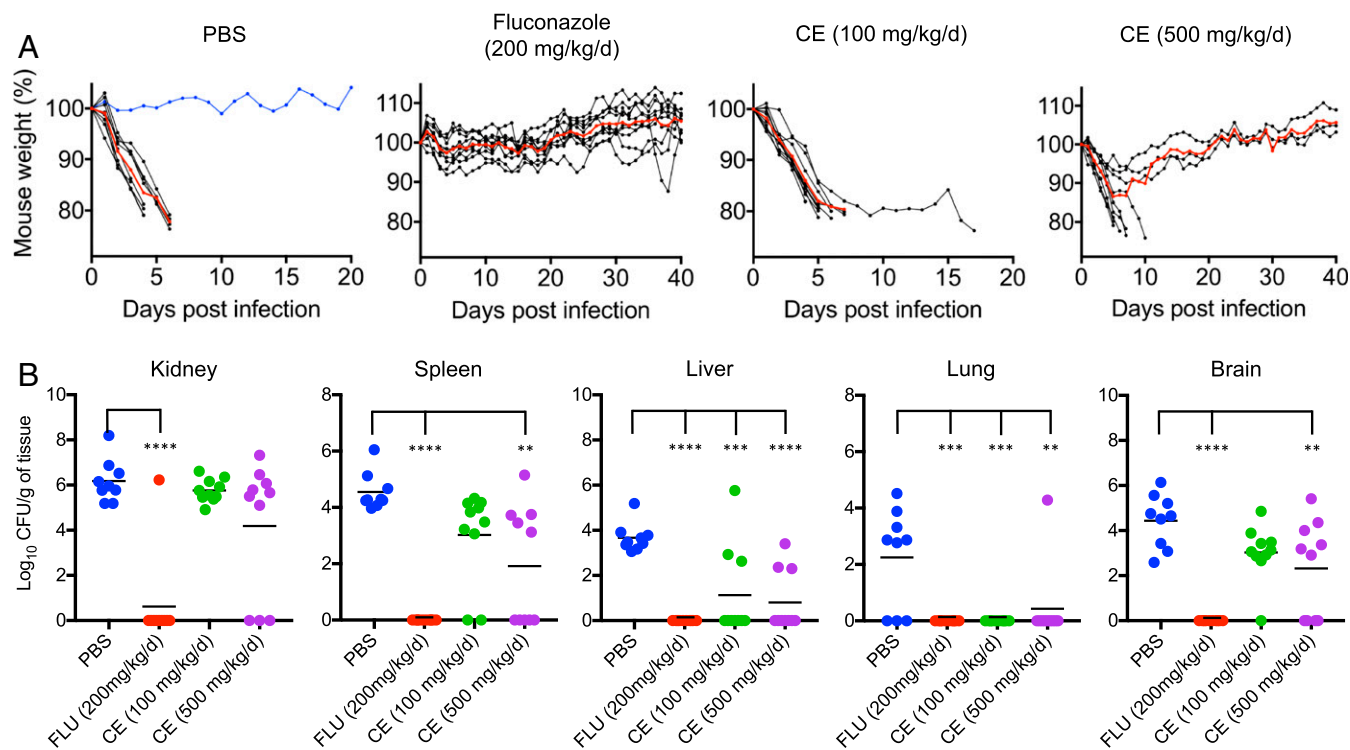 A
PBS
Fluconazole
(200 mg/kg/d)
CE (100 mg/kg/d)
CE (500 mg/kg/d)
Mouse weight (%)
100
90
80
0 5 10 15 20
Days post infection
110
100
90
80
0 10 20 30 40
Days post infection
100
90
80
0 5 10 15 20
Days post infection
110
100
90
80
0 10 20 30 40
Days post infection
B
Kidney
Spleen
Liver
Lung
Brain
Log10 CFU/g of tissue
10
8
6
4
2
0
****
PBS
FLU (200mg/kg/d)
CE (100 mg/kg/d)
CE (500 mg/kg/d)
8
6
4
2
0
****
**
PBS
FLU (200mg/kg/d)
CE (100 mg/kg/d)
CE (500 mg/kg/d)
10
8
6
4
2
0
****
***
****
PBS
FLU (200mg/kg/d)
CE (100 mg/kg/d)
CE (500 mg/kg/d)
8
6
4
2
0
***
***
**
PBS
FLU (200mg/kg/d)
CE (100 mg/kg/d)
CE (500 mg/kg/d)
10
8
6
4
2
0
****
**
PBS
FLU (200mg/kg/d)
CE (100 mg/kg/d)
CE (500 mg/kg/d)